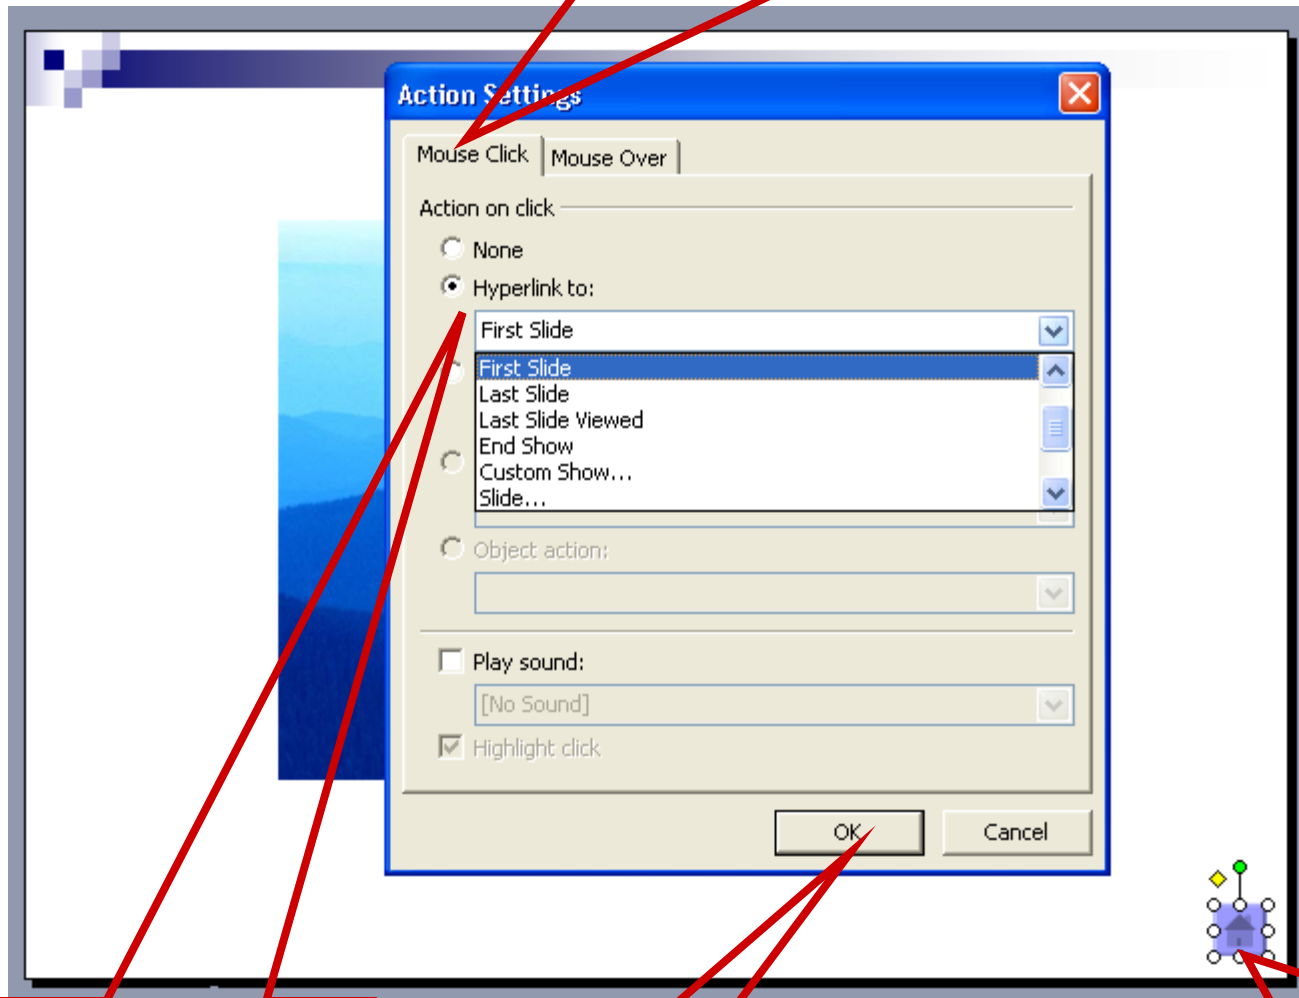 Action Settings
Mouse Click Mouse Over
Action on click
None
Hyperlink to:
First Slide
First Slide
Last Slide
Last Slide Viewed
End Show
Custom Show...
Slide...
Object action:
Play sound:
[No Sound]
Highlight click
OK Cancel